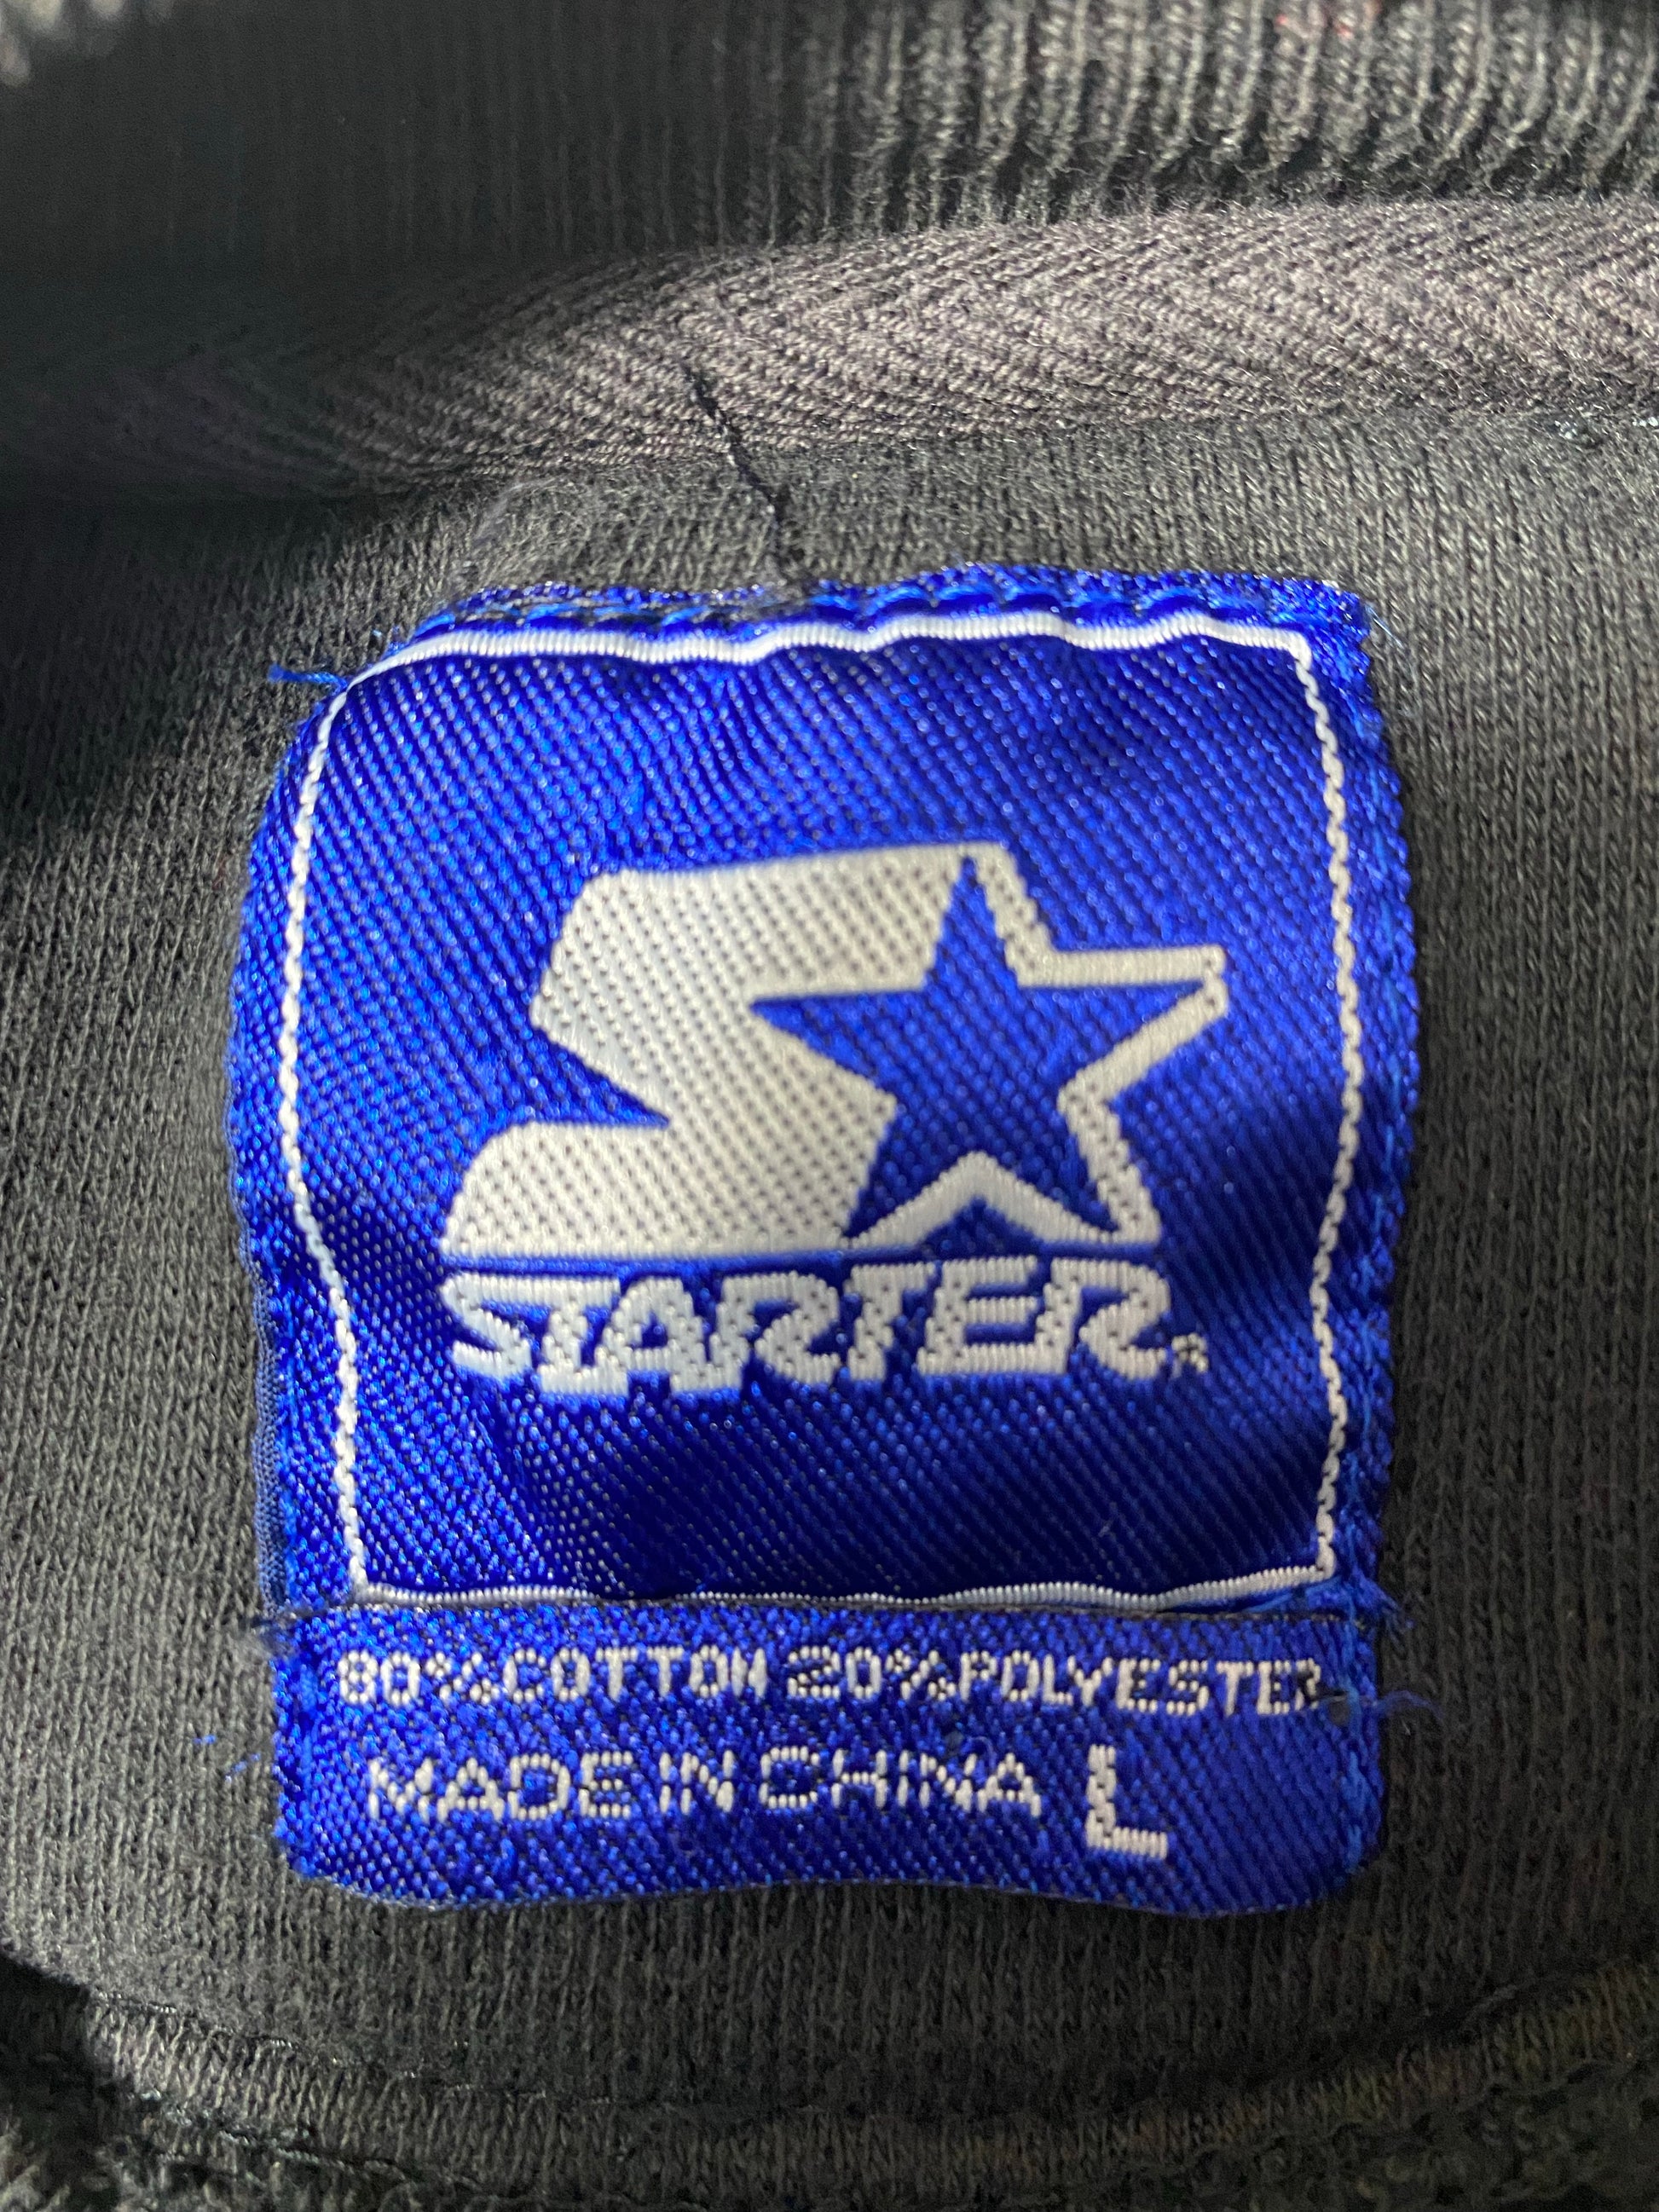 STARTER®
80% COTTON 20% POLYESTER
MADE IN CHINA L